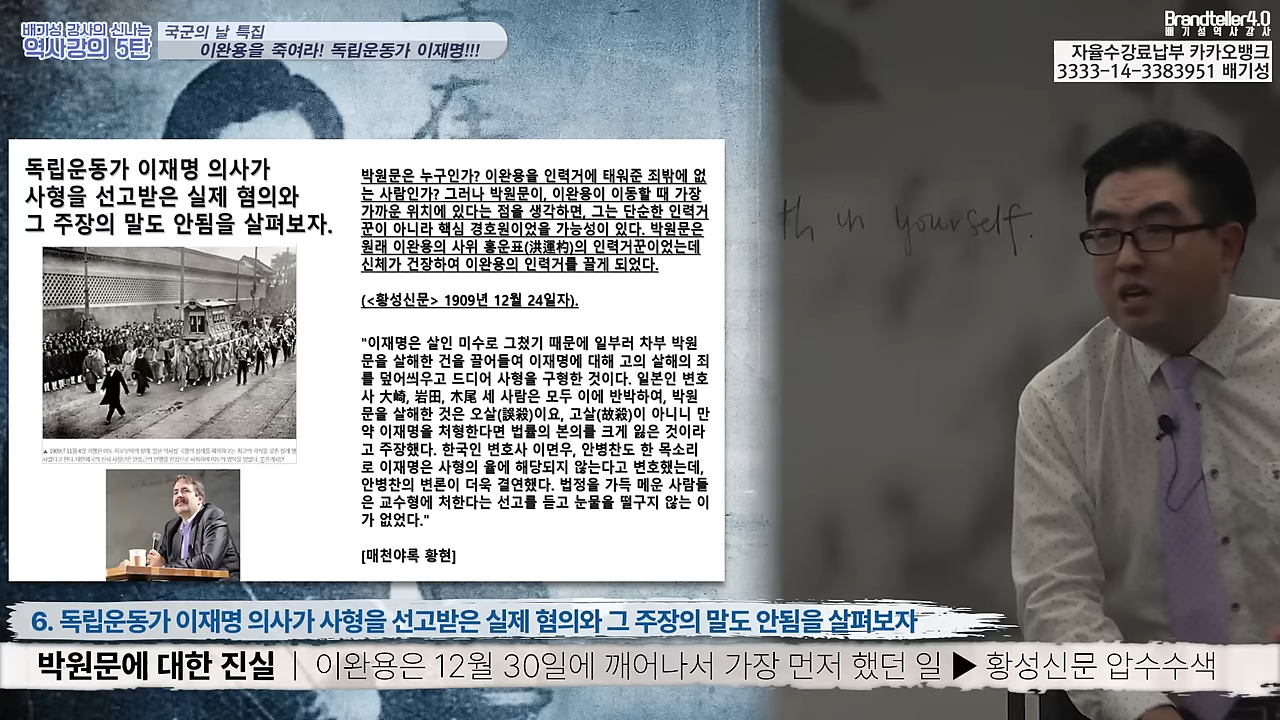 배기성 강사의 신나는
역사강의 5탄
국군의 날 특집
이완용을 죽여라! 독립운동가 이재명!!!
Brandteller4.0
배기성역사강사
자율수강료납부 카카오뱅크
3333-14-3383951 배기성
독립운동가 이재명 의사가
사형을 선고받은 실제 혐의와
그 주장의 말도 안됨을 살펴보자.
박원문은 누구인가? 이완용을 인력거에 태워준 죄밖에 없
는 사람인가? 그러나 박원문이, 이완용이 이동할 때 가장
가까운 위치에 있다는 점을 생각하면, 그는 단순한 인력거
꾼이 아니라 핵심 경호원이었을 가능성이 있다. 박원문은
원래 이완용의 사위 홍운표(洪運杓)의 인력거꾼이었는데
신체가 건장하여 이완용의 인력거를 끌게 되었다.
(<황성신문> 1909년 12월 24일자).
"이재명은 살인 미수로 그쳤기 때문에 일부러 차부 박원
문을 살해한 건을 끌어들여 이재명에 대해 고의 살해의 죄
를 덮어씌우고 드디어 사형을 구형한 것이다. 일본인 변호
사 大崎, 岩田, 木尾 세 사람은 모두 이에 반박하여, 박원
문을 살해한 것은 오살(誤殺)이요, 고살(故殺)이 아니니 만
약 이재명을 처형한다면 법률의 본의를 크게 잃은 것이라
고 주장했다. 한국인 변호사 이면우, 안병찬도 한 목소리
로 이재명은 사형의 율에 해당되지 않는다고 변호했는데,
안병찬의 변론이 더욱 결연했다. 법정을 가득 메운 사람들
은 교수형에 처한다는 선고를 듣고 눈물을 떨구지 않는 이
가 없었다."
[매천야록 황현]
th in yourself.
6. 독립운동가 이재명 의사가 사형을 선고받은 실제 혐의와 그 주장의 말도 안됨을 살펴보자
박원문에 대한 진실 | 이완용은 12월 30일에 깨어나서 가장 먼저 했던 일 ▶ 황성신문 압수수색